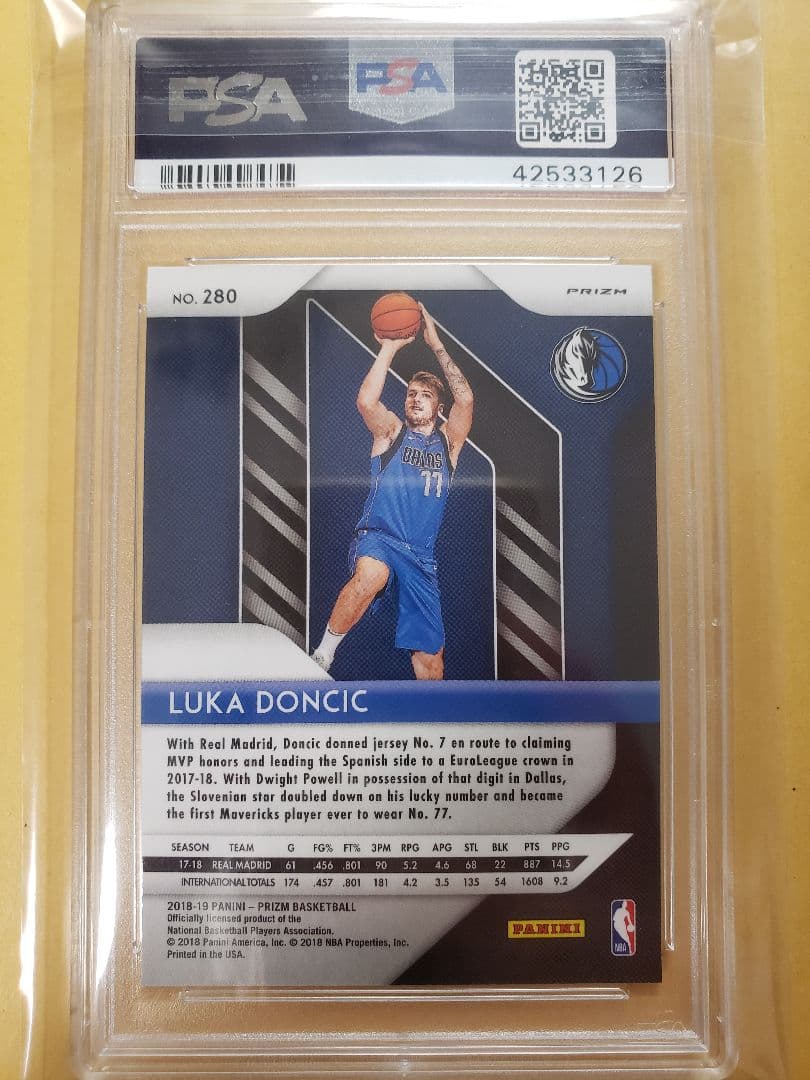 PSA PSA
42533126
NO. 280
PRIZM
DALLAS
77
LUKA DONCIC
With Real Madrid, Doncic donned jersey No. 7 en route to claiming
MVP honors and leading the Spanish side to a EuroLeague crown in
2017-18. With Dwight Powell in possession of that digit in Dallas,
the Slovenian star doubled down on his lucky number and became
the first Mavericks player ever to wear No. 77.
SEASON TEAM G FG% FT% 3PM RPG APG STL BLK PTS PPG
17-18 REAL MADRID 61 .456 .801 90 5.2 4.6 68 22 887 14.5
INTERNATIONAL TOTALS 174 .457 .801 181 4.2 3.5 135 54 1608 9.2
2018-19 PANINI – PRIZM BASKETBALL
Officially licensed product of the
National Basketball Players Association.
© 2018 Panini America, Inc. © 2018 NBA Properties, Inc.
Printed in the USA.
PANINI
NBA